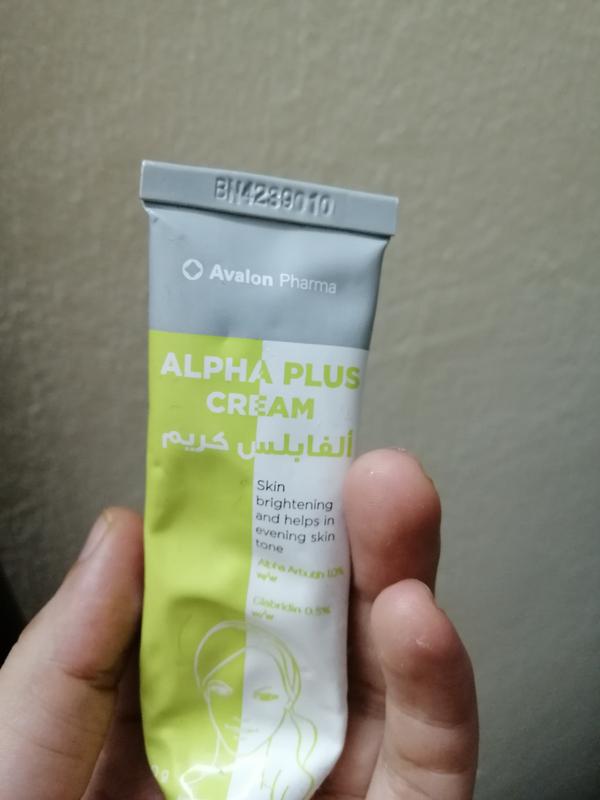 BN4289010
Avalon Pharma
ALPHA PLUS
CREAM
ألفابلس كريم
Skin
brightening
and helps in
evening skin
tone
Alpha Arbutin 1.0%
w/w
Glabridin 0.5%
w/w
g